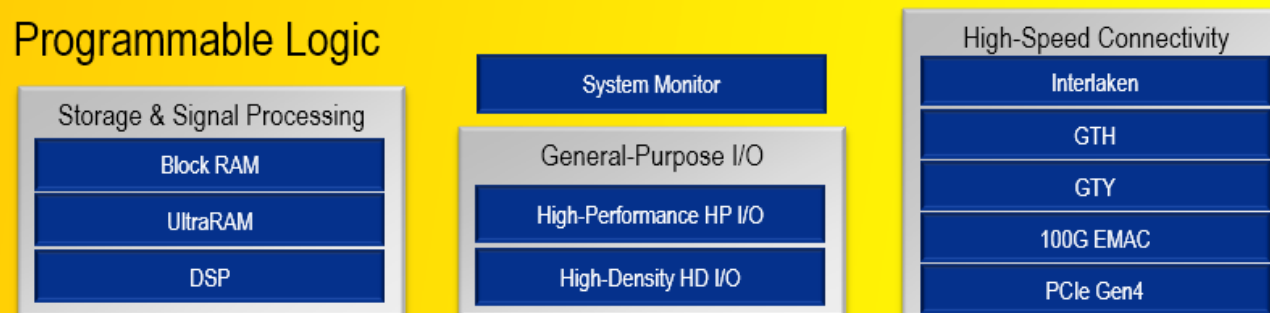 Programmable Logic
Storage & Signal Processing
Block RAM
UltraRAM
DSP
System Monitor
General-Purpose I/O
High-Performance HP I/O
High-Density HD I/O
High-Speed Connectivity
Interlaken
GTH
GTY
100G EMAC
PCIe Gen4